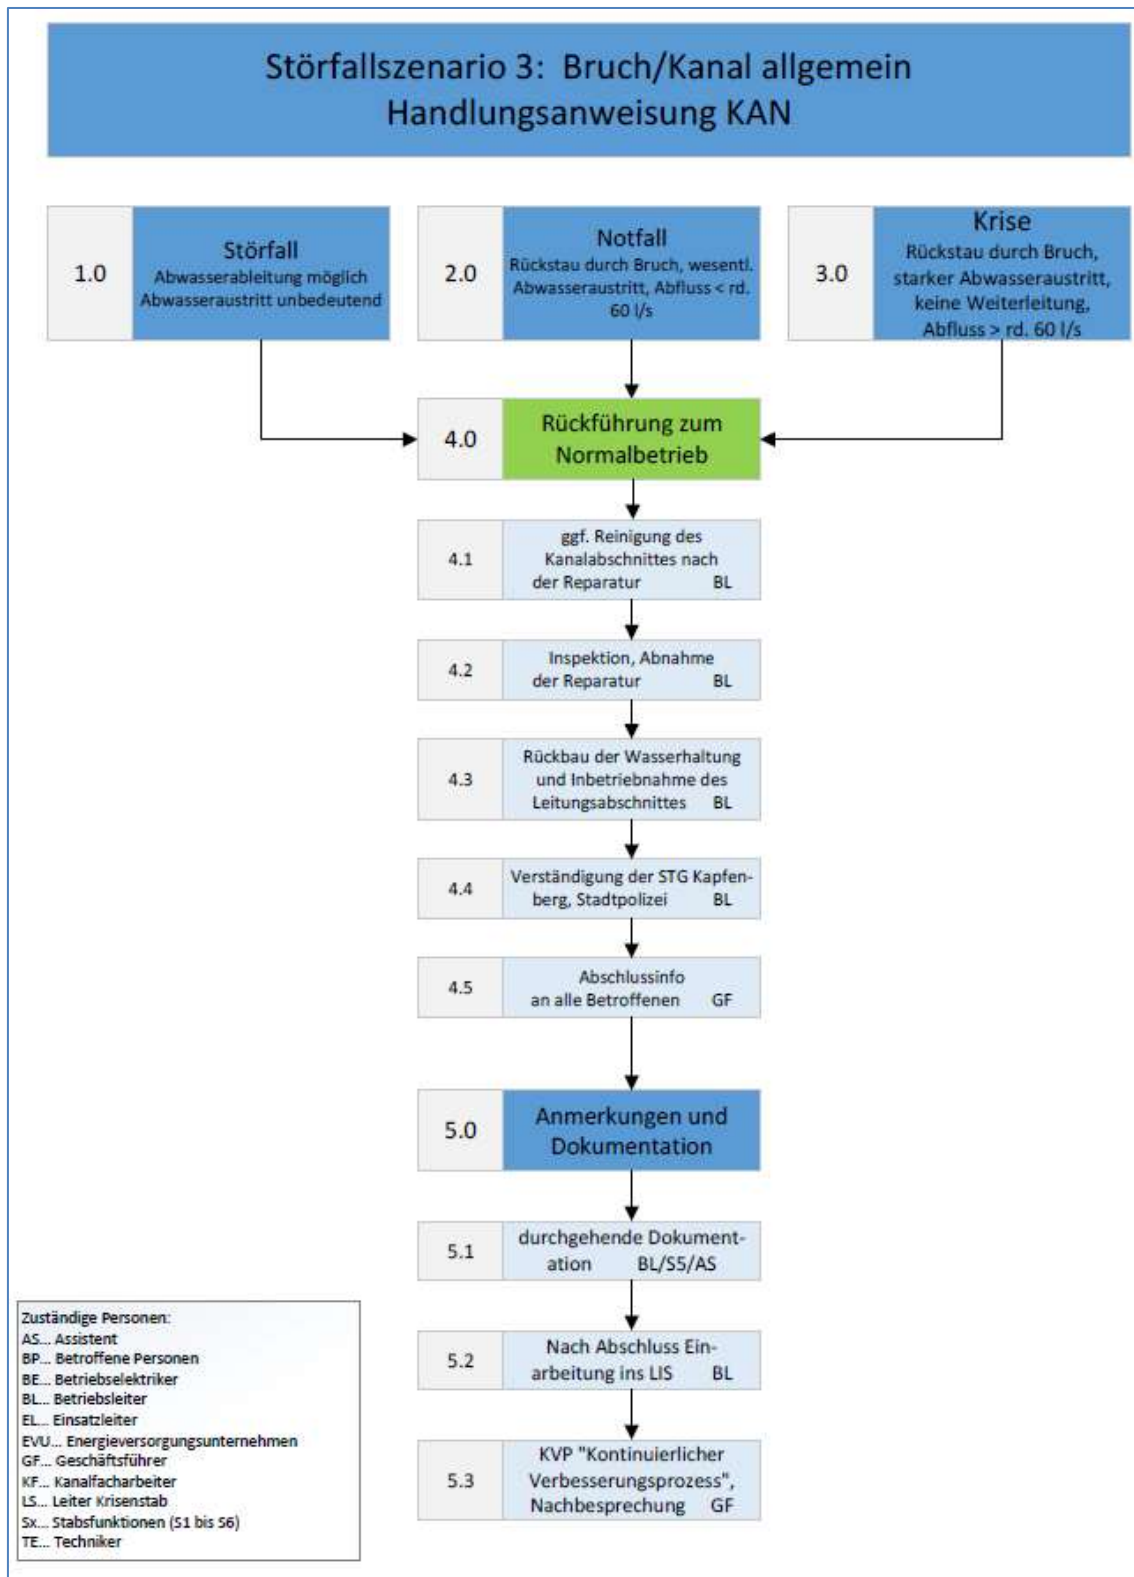 Störfallszenario 3:  Bruch/Kanal allgemein
Handlungsanweisung KAN
1.0
Störfall
Abwasserableitung möglich
Abwasseraustritt unbedeutend
2.0
Notfall
Rückstau durch Bruch, wesentl.
Abwasseraustritt, Abfluss < rd.
60 l/s
3.0
Krise
Rückstau durch Bruch,
starker Abwasseraustritt,
keine Weiterleitung,
Abfluss > rd. 60 l/s
4.0
Rückführung zum
Normalbetrieb
4.1
ggf. Reinigung des
Kanalabschnittes nach
der Reparatur BL
4.2
Inspektion, Abnahme
der Reparatur BL
4.3
Rückbau der Wasserhaltung
und Inbetriebnahme des
Leitungsabschnittes BL
4.4
Verständigung der STG Kapfen-
berg, Stadtpolizei BL
4.5
Abschlussinfo
an alle Betroffenen GF
5.0
Anmerkungen und
Dokumentation
5.1
durchgehende Dokument-
ation BL/S5/AS
5.2
Nach Abschluss Ein-
arbeitung ins LIS BL
5.3
KVP "Kontinuierlicher
Verbesserungsprozess",
Nachbesprechung GF
Zuständige Personen:
AS... Assistent
BP... Betroffene Personen
BE... Betriebselektriker
BL... Betriebsleiter
EL... Einsatzleiter
EVU... Energieversorgungsunternehmen
GF... Geschäftsführer
KF... Kanalfacharbeiter
LS... Leiter Krisenstab
Sx... Stabsfunktionen (S1 bis S6)
TE... Techniker